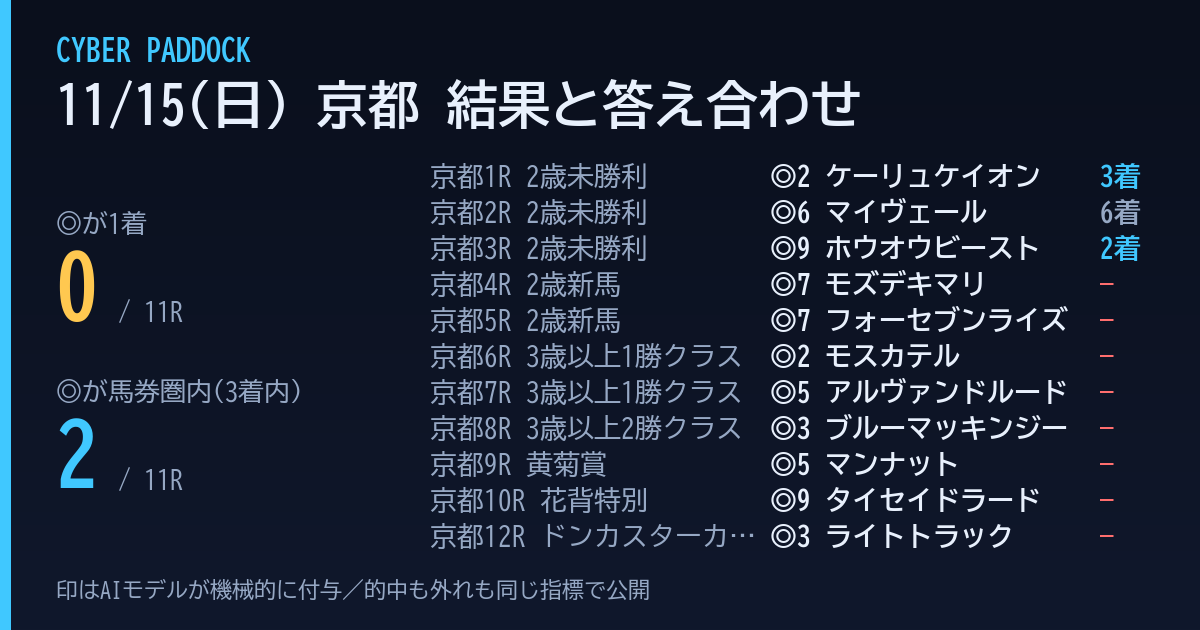 CYBER PADDOCK
11/15(日) 京都 結果と答え合わせ
◎が1着
0 / 11R
◎が馬券圏内(3着内)
2 / 11R
京都1R 2歳未勝利 ◎2 ケーリュケイオン 3着
京都2R 2歳未勝利 ◎6 マイヴェール 6着
京都3R 2歳未勝利 ◎9 ホウオウビースト 2着
京都4R 2歳新馬 ◎7 モズデキマリ —
京都5R 2歳新馬 ◎7 フォーセブンライズ —
京都6R 3歳以上1勝クラス ◎2 モスカテル —
京都7R 3歳以上1勝クラス ◎5 アルヴァンドルード —
京都8R 3歳以上2勝クラス ◎3 ブルーマッキンジー —
京都9R 黄菊賞 ◎5 マンナット —
京都10R 花背特別 ◎9 タイセイドラード —
京都12R ドンカスターカ… ◎3 ライトトラック —
印はAIモデルが機械的に付与／的中も外れも同じ指標で公開